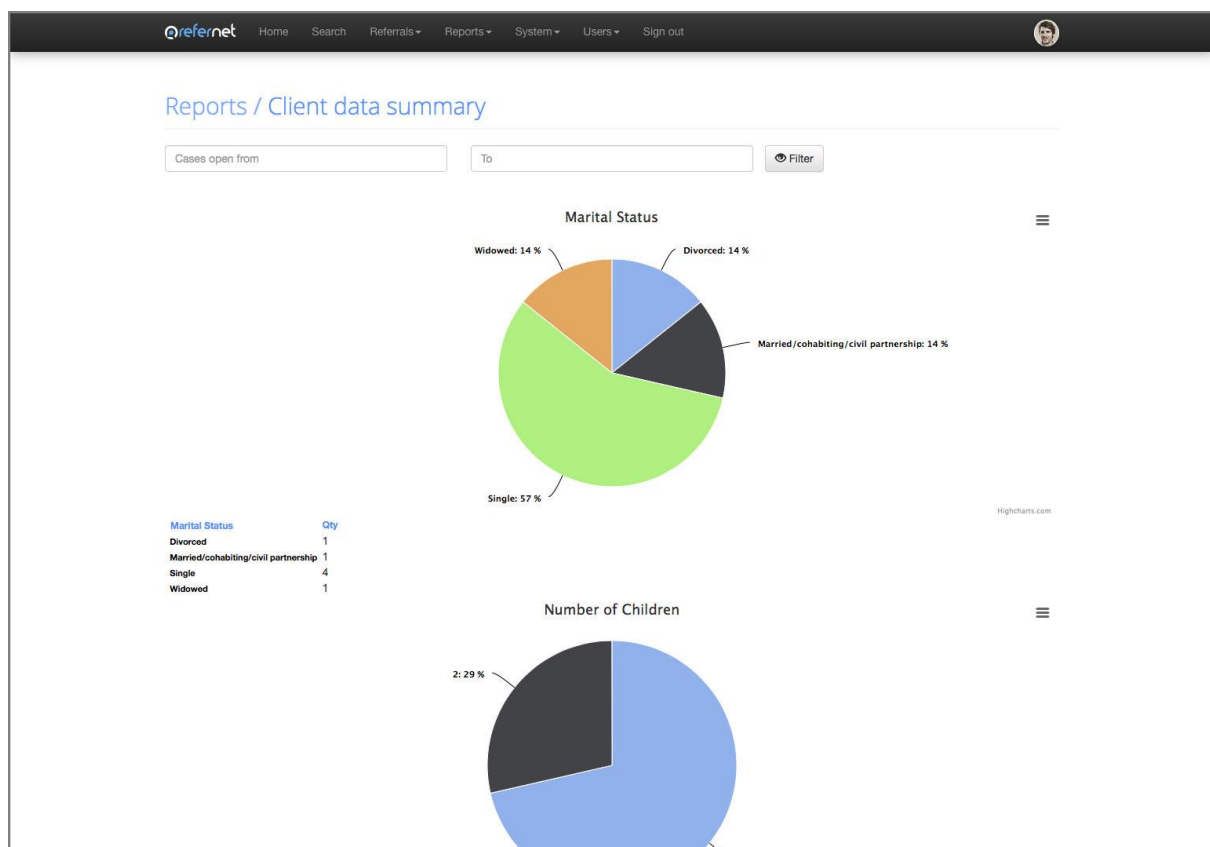 refernet Home Search Referrals Reports System Users Sign out
Reports / Client data summary
Cases open from To Filter
Marital Status
Widowed: 14 % Divorced: 14 %
Married/cohabiting/civil partnership: 14 %
Single: 57 %
Highcharts.com
Marital Status Qty
Divorced 1
Married/cohabiting/civil partnership 1
Single 4
Widowed 1
Number of Children
2: 29 %